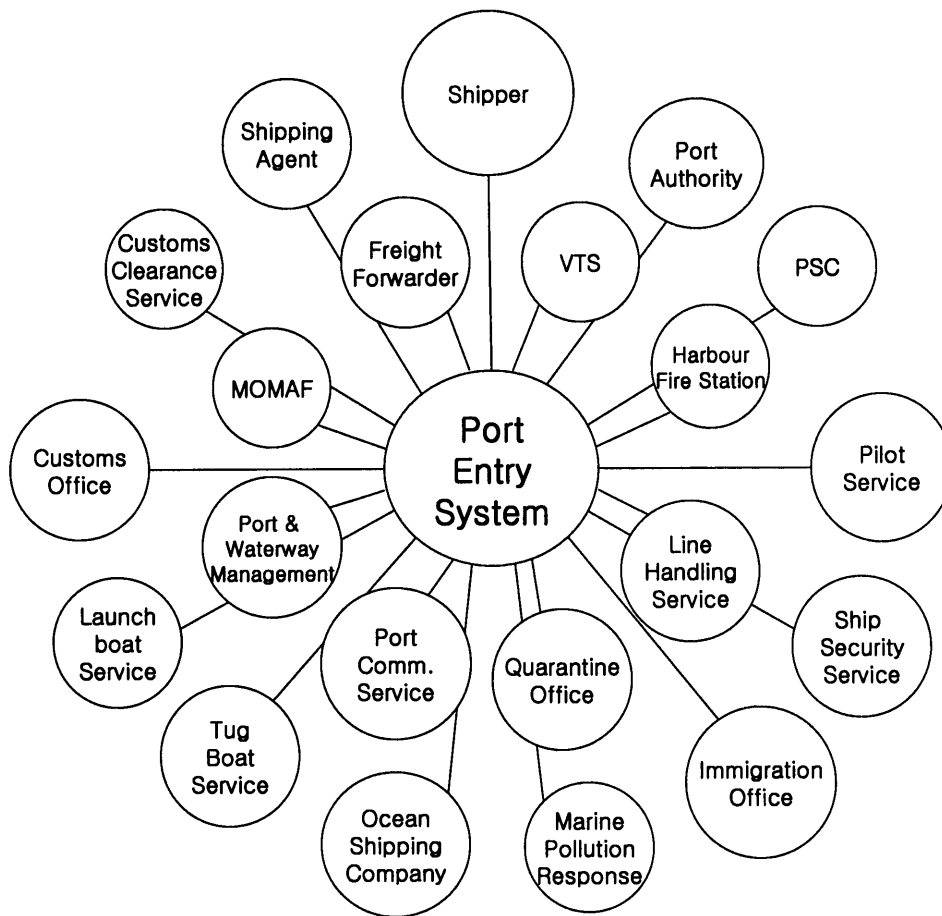 Shipper
Shipping
Agent
Port
Authority
Customs
Clearance
Service
Freight
Forwarder
VTS
PSC
MOMAF
Harbour
Fire Station
Port
Entry
System
Customs
Office
Pilot
Service
Port &
Waterway
Management
Line
Handling
Service
Launch
boat
Service
Port
Comm.
Service
Quarantine
Office
Ship
Security
Service
Tug
Boat
Service
Immigration
Office
Ocean
Shipping
Company
Marine
Pollution
Response